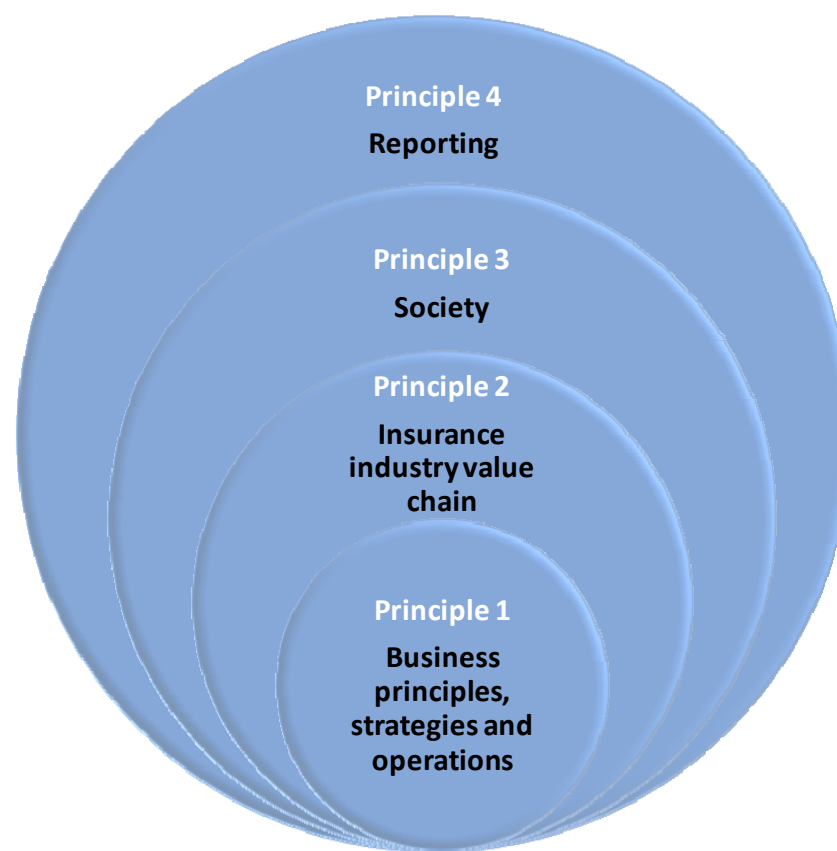 Principle 4
Reporting
Principle 3
Society
Principle 2
Insurance
industry value
chain
Principle 1
Business
principles,
strategies and
operations